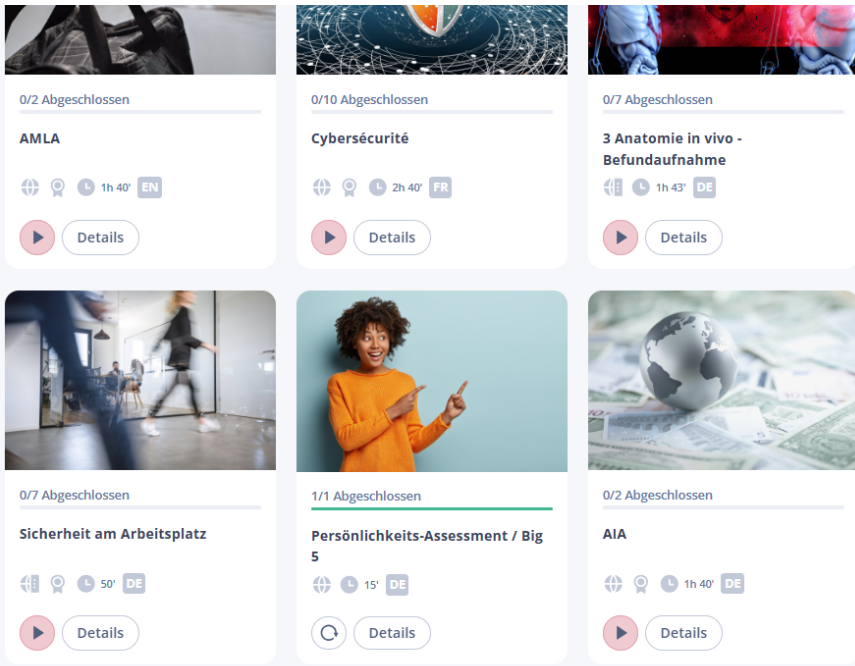 0/2 Abgeschlossen
AMLA
1h 40' EN
Details
0/10 Abgeschlossen
Cybersécurité
2h 40' FR
Details
0/7 Abgeschlossen
3 Anatomie in vivo -
Befundaufnahme
1h 43' DE
Details
0/7 Abgeschlossen
Sicherheit am Arbeitsplatz
50' DE
Details
1/1 Abgeschlossen
Persönlichkeits-Assessment / Big
5
15' DE
Details
0/2 Abgeschlossen
AIA
1h 40' DE
Details